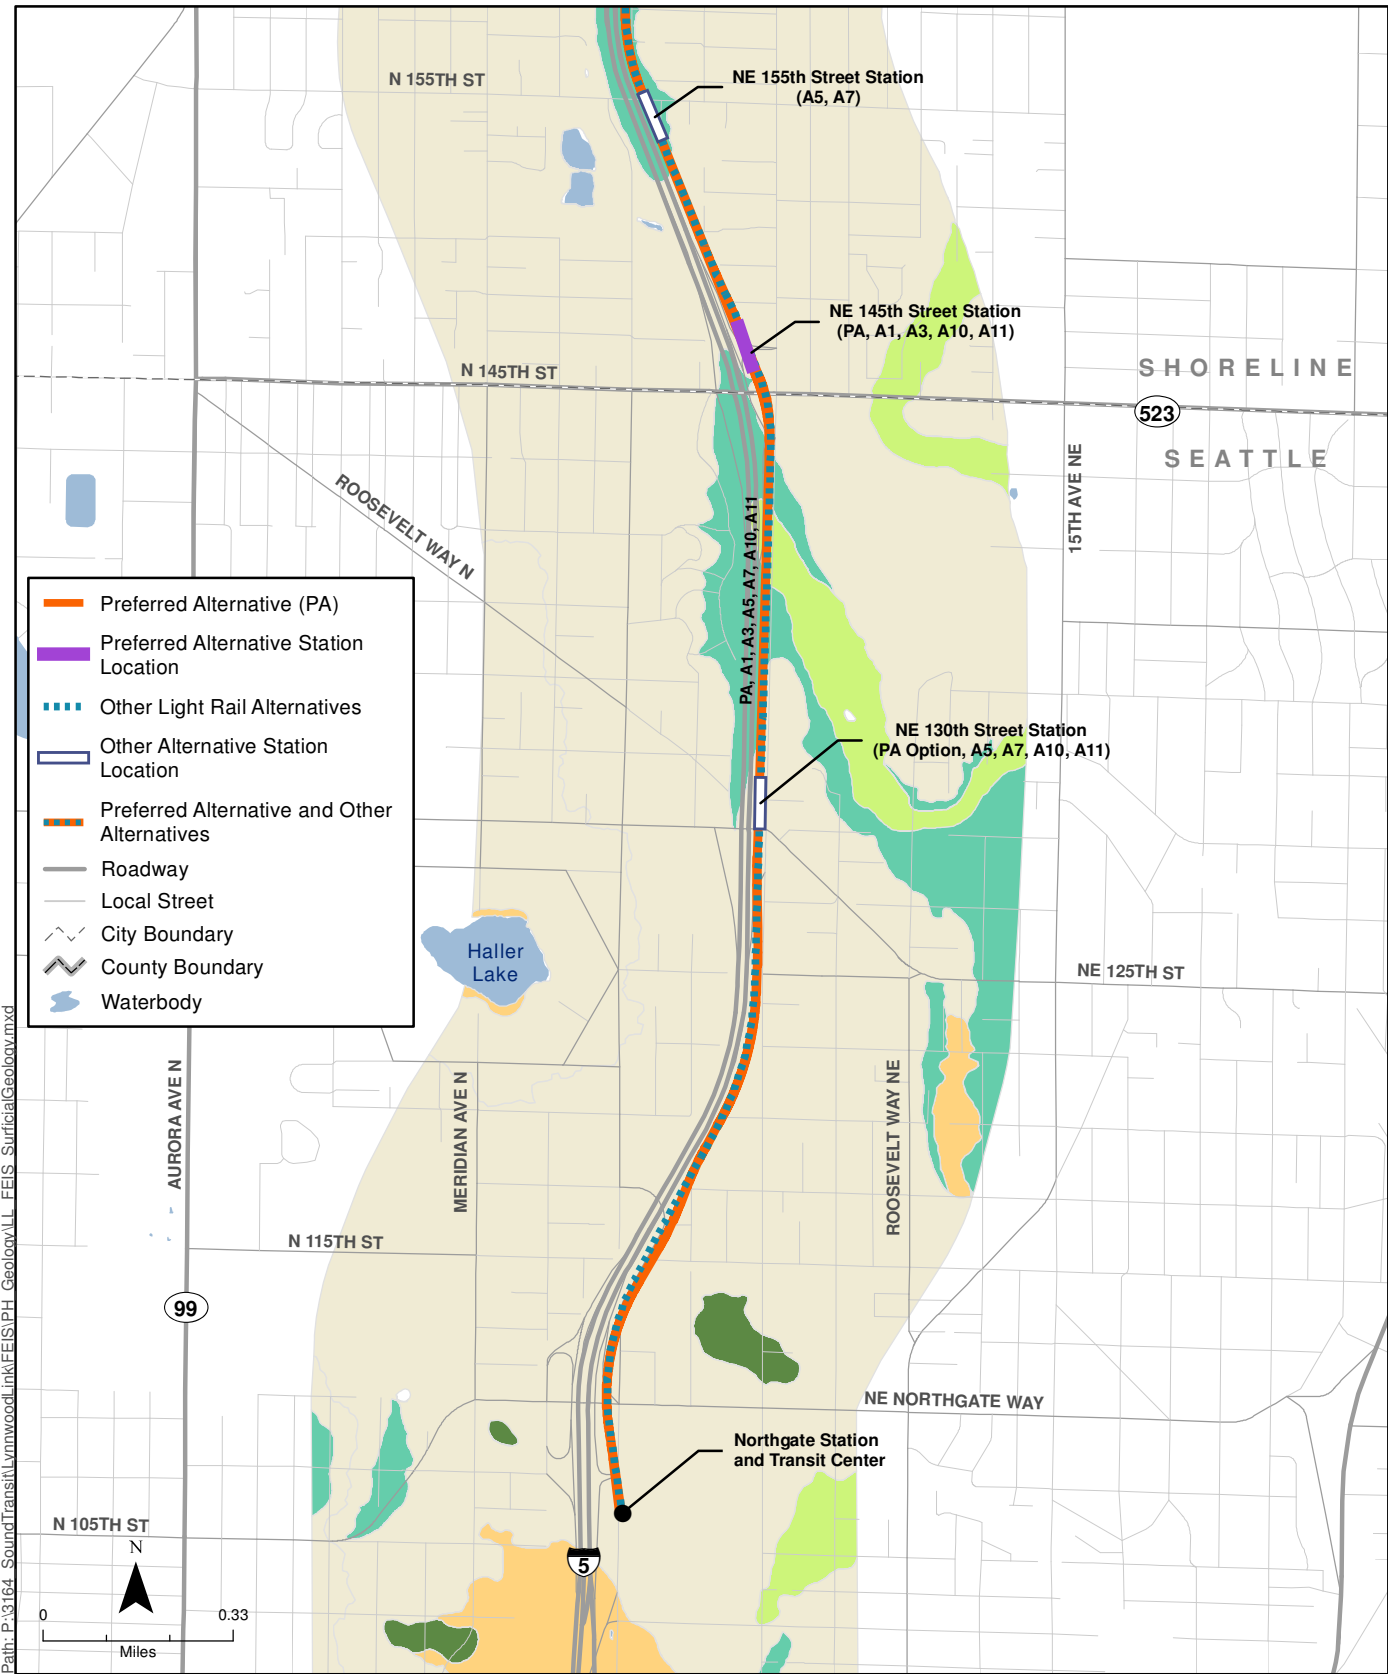 N 155TH ST
NE 155th Street Station
(A5, A7)
NE 145th Street Station
(PA, A1, A3, A10, A11)
N 145TH ST
SHORELINE
523
SEATTLE
ROOSEVELT WAY N
15TH AVE NE
PA, A1, A3, A5, A7, A10, A11
Preferred Alternative (PA)
Preferred Alternative Station
Location
Other Light Rail Alternatives
Other Alternative Station
Location
Preferred Alternative and Other
Alternatives
Roadway
Local Street
City Boundary
County Boundary
Waterbody
NE 130th Street Station
(PA Option, A5, A7, A10, A11)
Haller
Lake
NE 125TH ST
AURORA AVE N
MERIDIAN AVE N
ROOSEVELT WAY NE
N 115TH ST
99
NE NORTHGATE WAY
Northgate Station
and Transit Center
N 105TH ST
N
5
0
0.33
Miles
Path: P:\3164_SoundTransit\LynnwoodLink\FEIS\PH_Geology\LL_FEIS_SurficialGeology.mxd